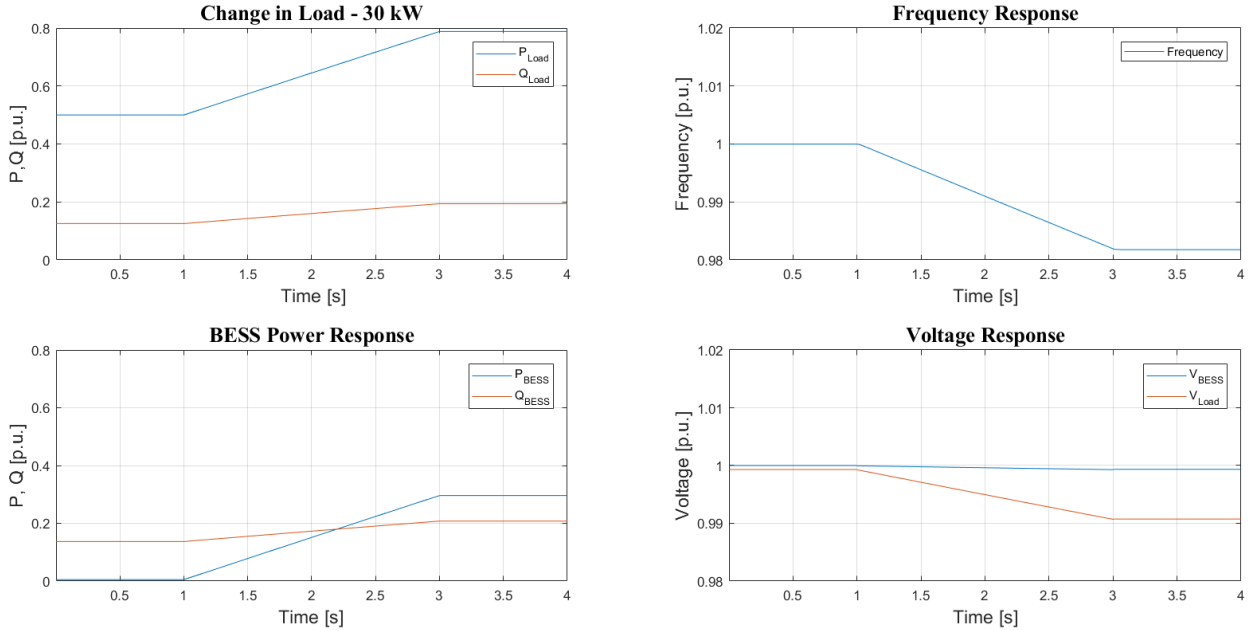 Change in Load - 30 kW
P,Q [p.u.]
0.8
0.6
0.4
0.2
0
P_Load
Q_Load
0.5 1 1.5 2 2.5 3 3.5 4
Time [s]
Frequency Response
Frequency [p.u.]
1.02
1.01
1
0.99
0.98
Frequency
0.5 1 1.5 2 2.5 3 3.5 4
Time [s]
BESS Power Response
P, Q [p.u.]
0.8
0.6
0.4
0.2
0
P_BESS
Q_BESS
0.5 1 1.5 2 2.5 3 3.5 4
Time [s]
Voltage Response
Voltage [p.u.]
1.02
1.01
1
0.99
0.98
V_BESS
V_Load
0.5 1 1.5 2 2.5 3 3.5 4
Time [s]